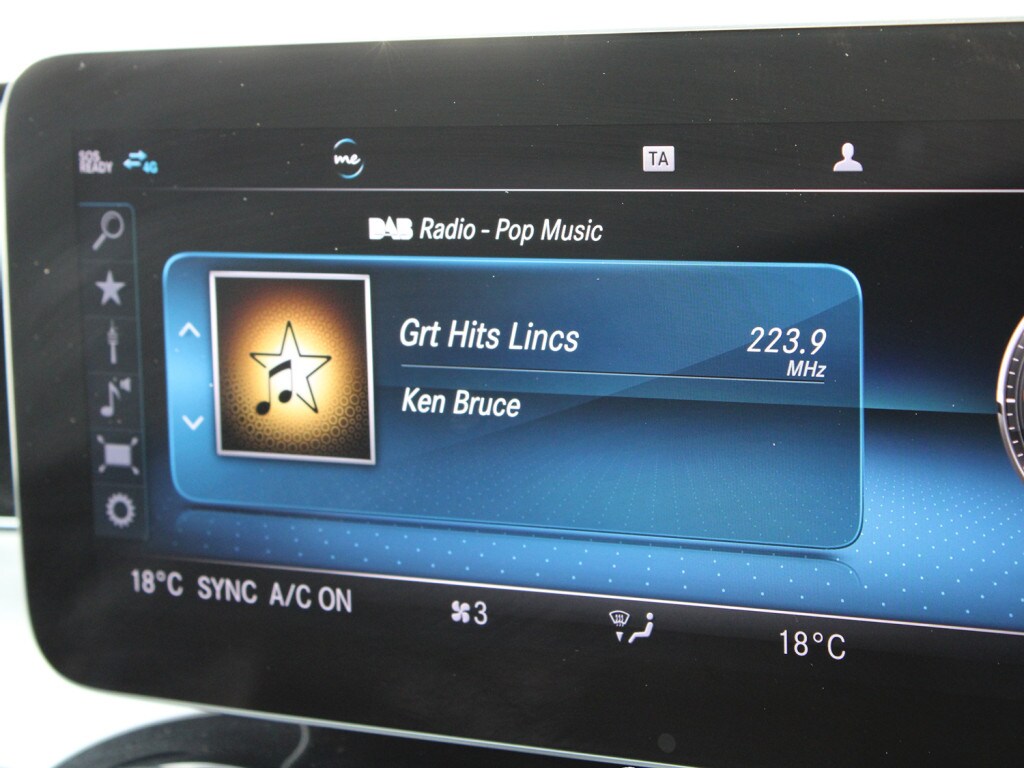 SOS READY 4G me TA
DAB Radio - Pop Music
Grt Hits Lincs 223.9
MHz
Ken Bruce
18°C SYNC A/C ON 3 18°C